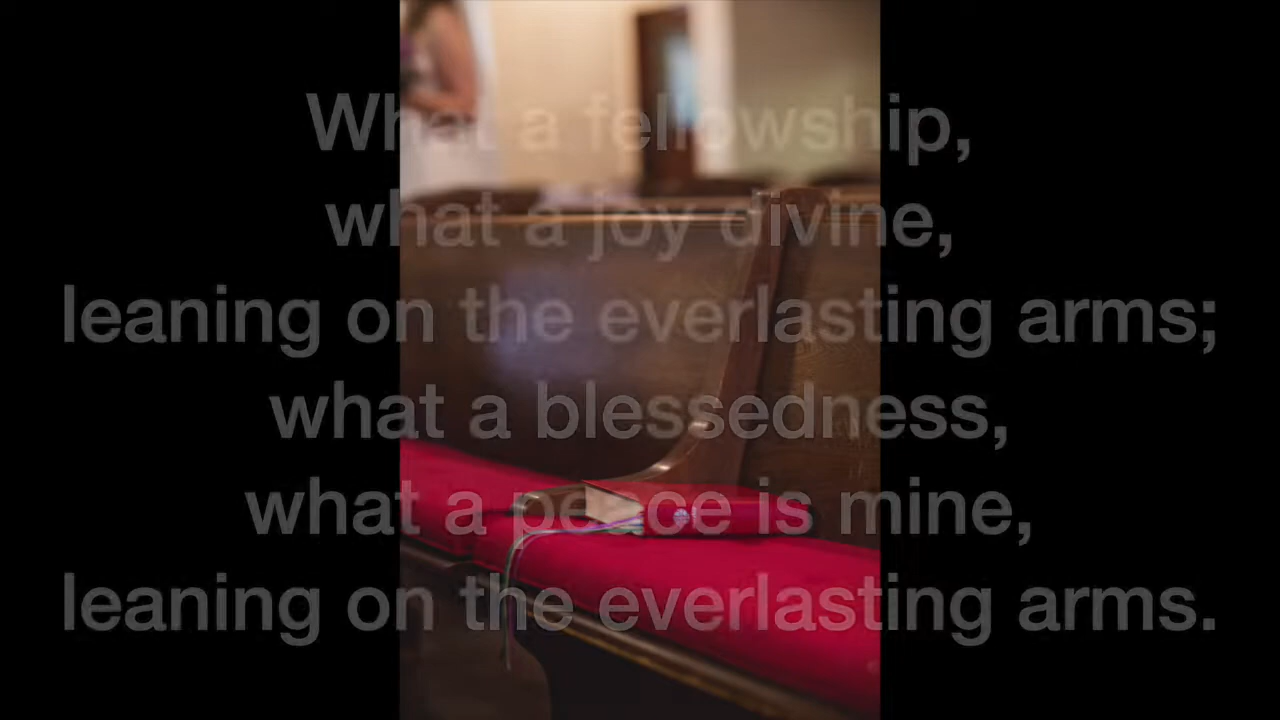 What a fellowship,
what a joy divine,
leaning on the everlasting arms;
what a blessedness,
what a peace is mine,
leaning on the everlasting arms.